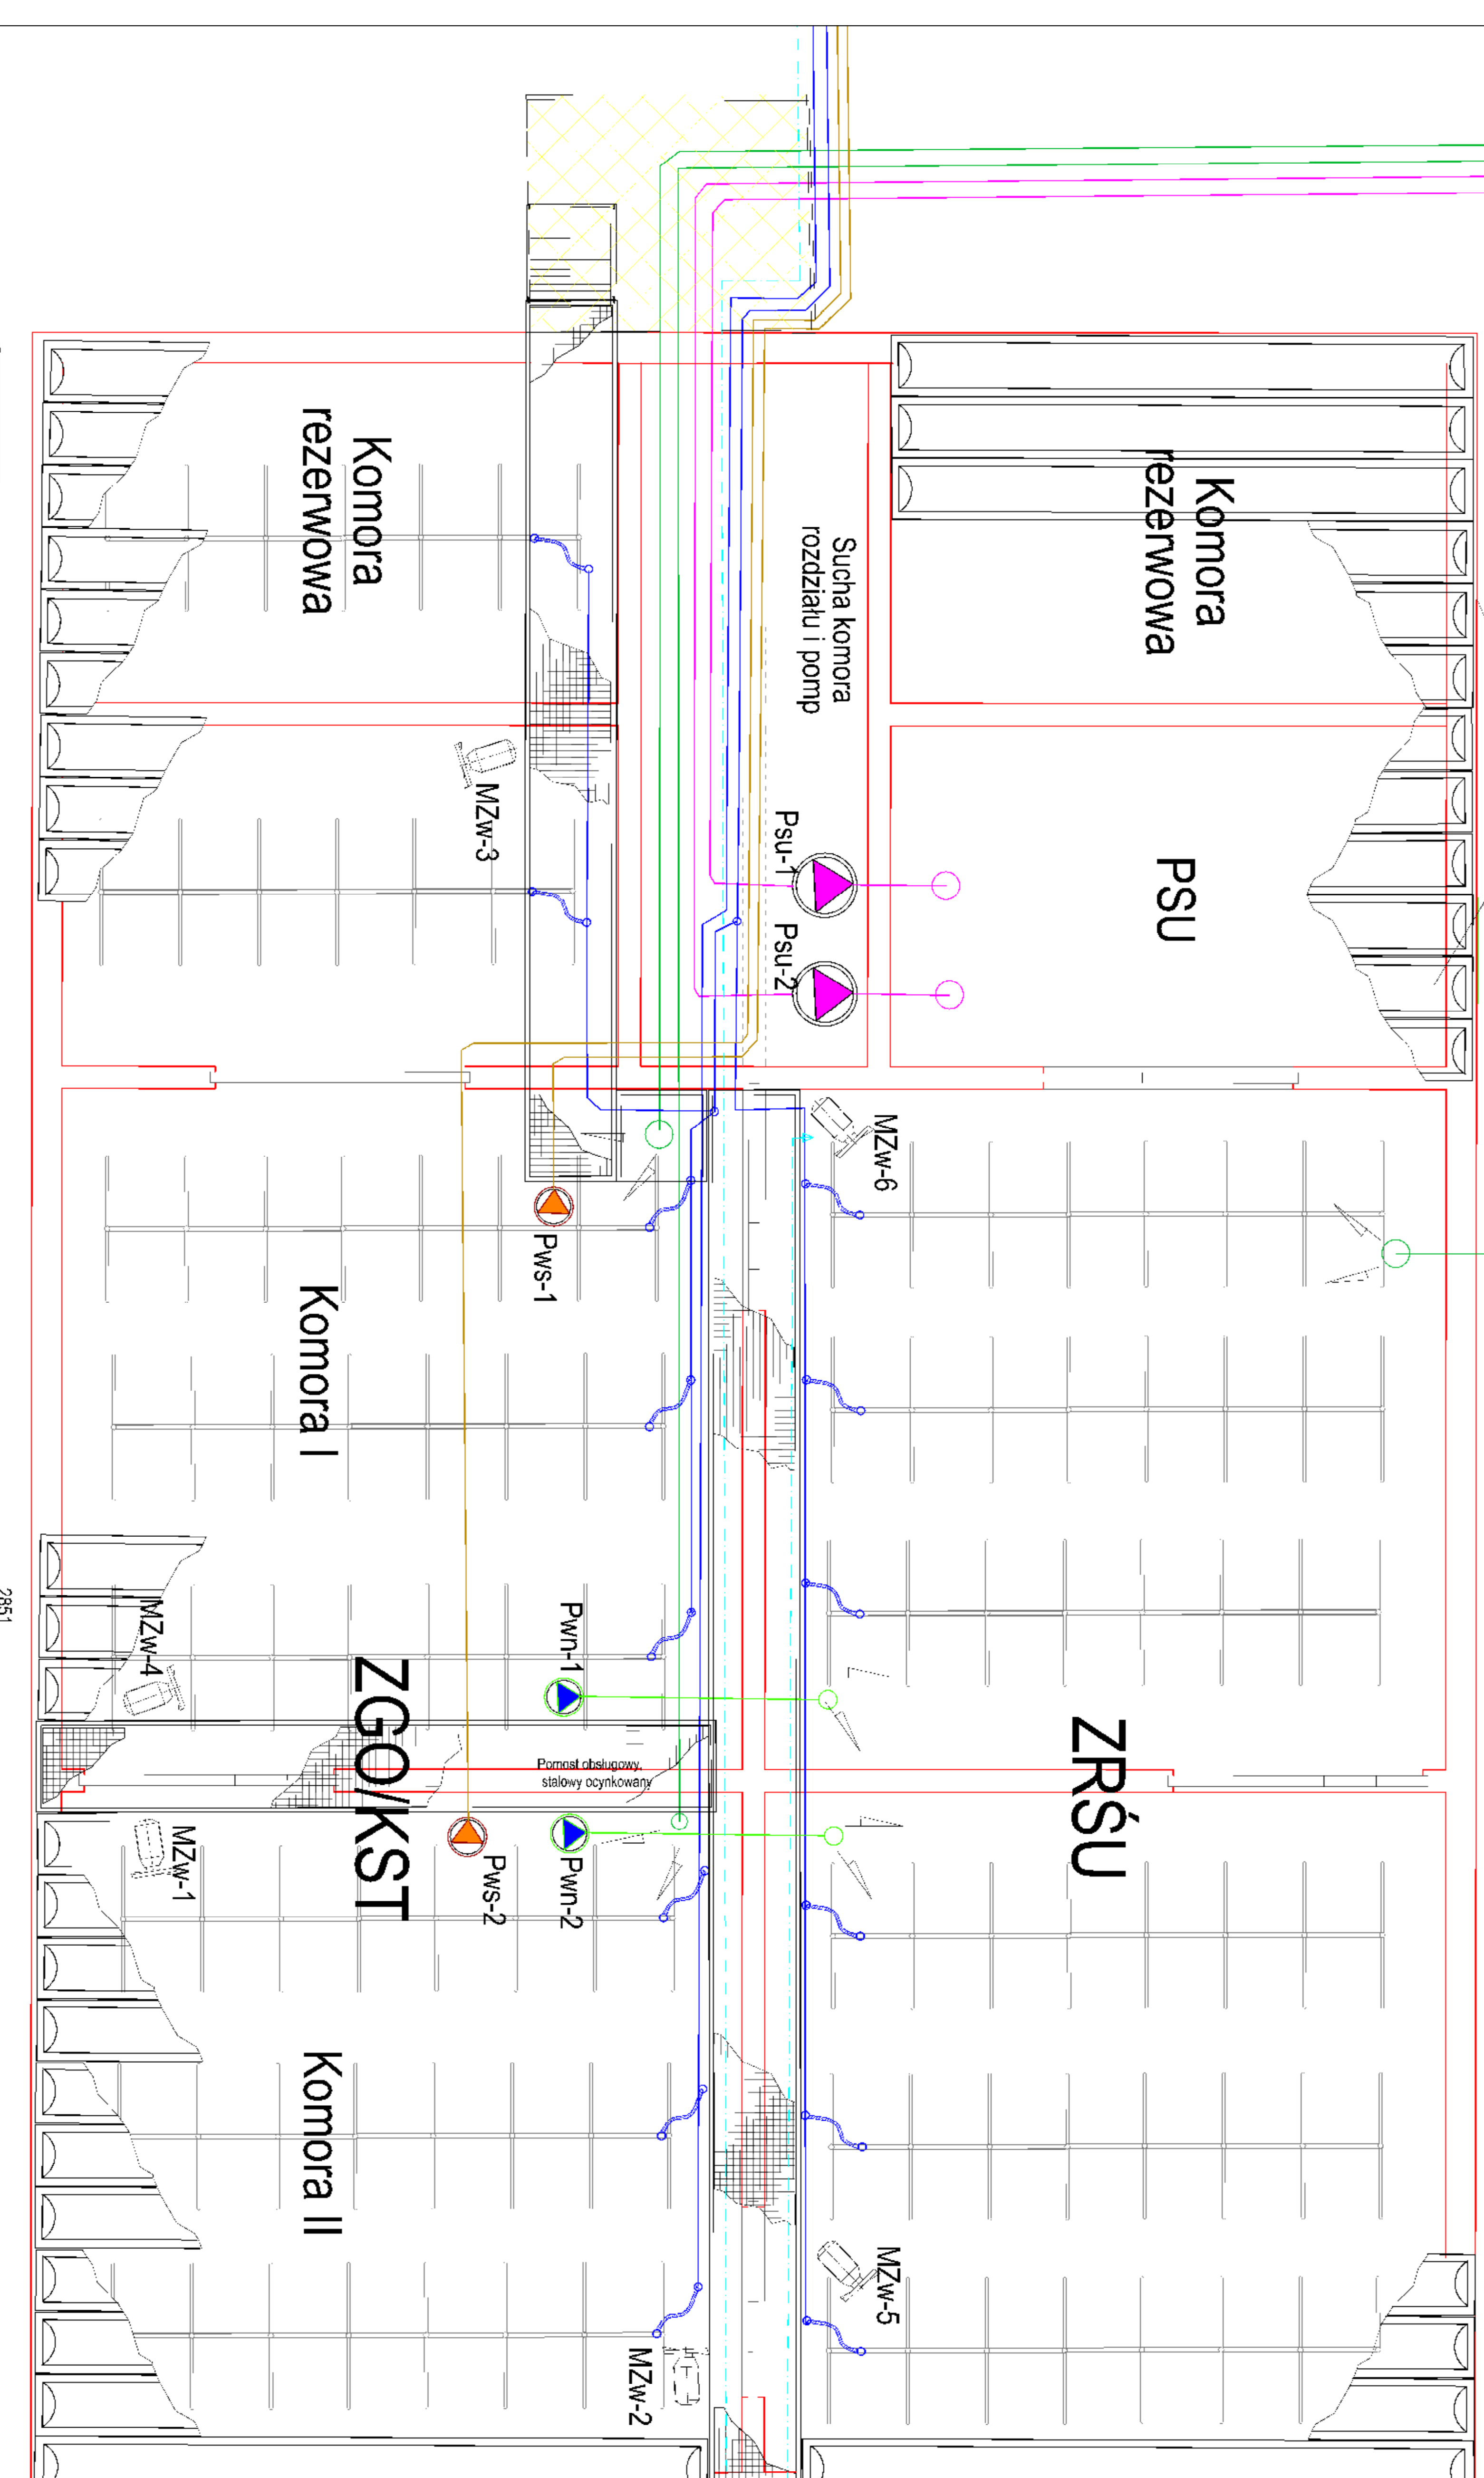 Komora
rezerwowa
Komora
rezerwowa
Sucha komora
rozdziału i pomp
PSU
Psu-1
Psu-2
MZw-3
MZw-6
Pws-1
Komora I
MZw-4
Pwn-1
ZGO/KST
Pomost obsługowy,
stalowy ocynkowany
ZRŚU
MZw-1
Pws-2
Pwn-2
Komora II
MZw-5
MZw-2
2851